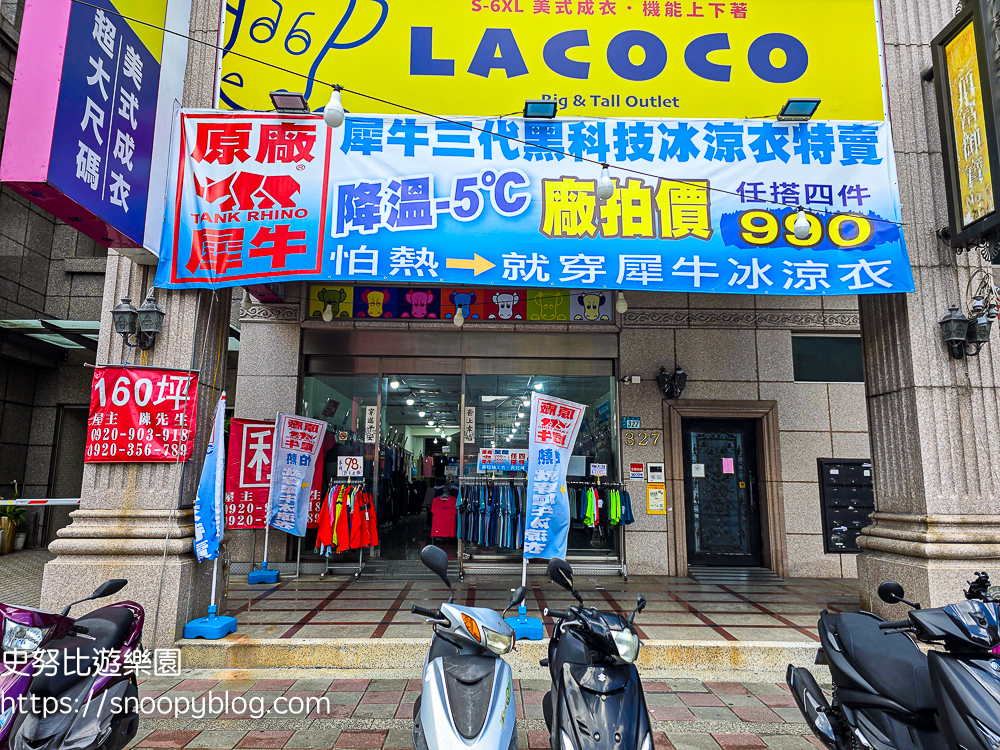 S-6XL 美式成衣·機能上下著
LACOCO
Big & Tall Outlet
美式成衣
超大尺碼
原廠
®
TANK RHINO
犀牛
犀牛三代黑科技冰涼衣特賣
降溫-5℃
廠拍價
任搭四件
990
怕熱→就穿犀牛冰涼衣
160坪
屋主 陳先生
0920-903-918
0920-356-789
98
327
327
史努比遊樂園
https://snoopyblog.com